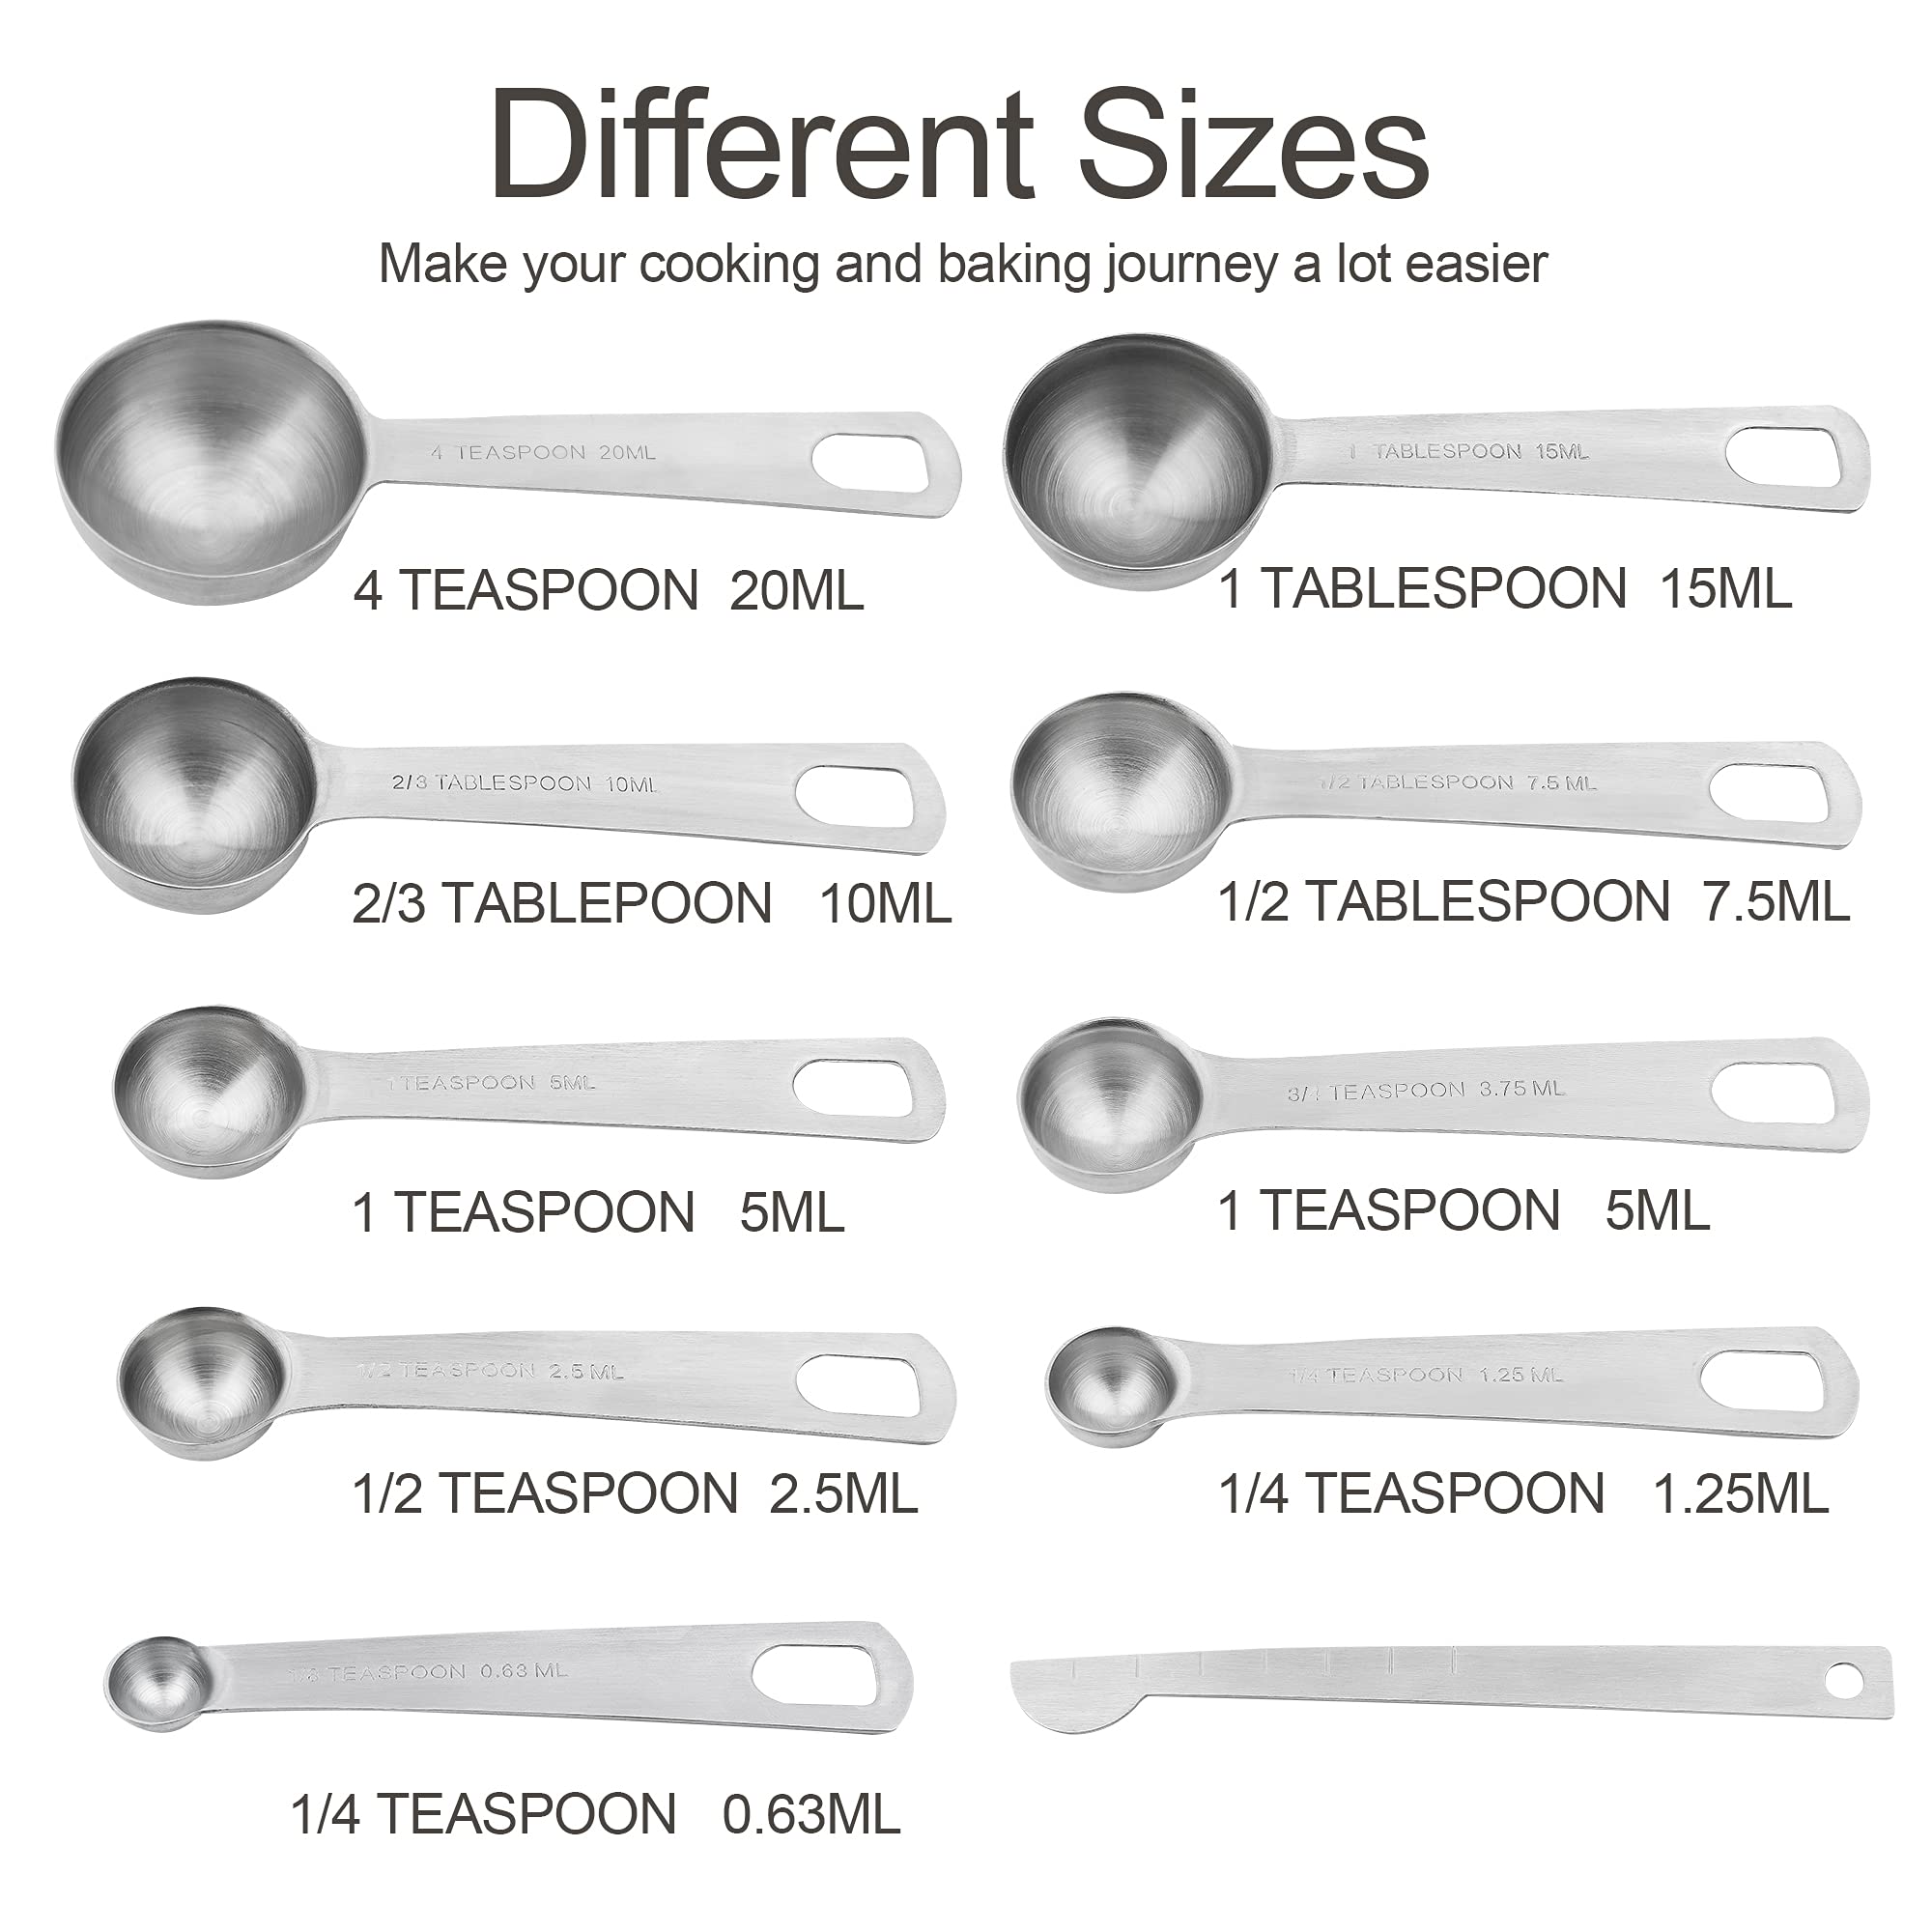 Different Sizes
Make your cooking and baking journey a lot easier
4 TEASPOON 20ML
1 TABLESPOON 15ML
4 TEASPOON 20ML
1 TABLESPOON 15ML
2/3 TABLESPOON 10ML
1/2 TABLESPOON 7.5 ML
2/3 TABLEPOON 10ML
1/2 TABLESPOON 7.5ML
1 TEASPOON 5ML
3/4 TEASPOON 3.75 ML
1 TEASPOON 5ML
1 TEASPOON 5ML
1/2 TEASPOON 2.5 ML
1/4 TEASPOON 1.25 ML
1/2 TEASPOON 2.5ML
1/4 TEASPOON 1.25ML
TEASPOON 0.63 ML
1/4 TEASPOON 0.63ML